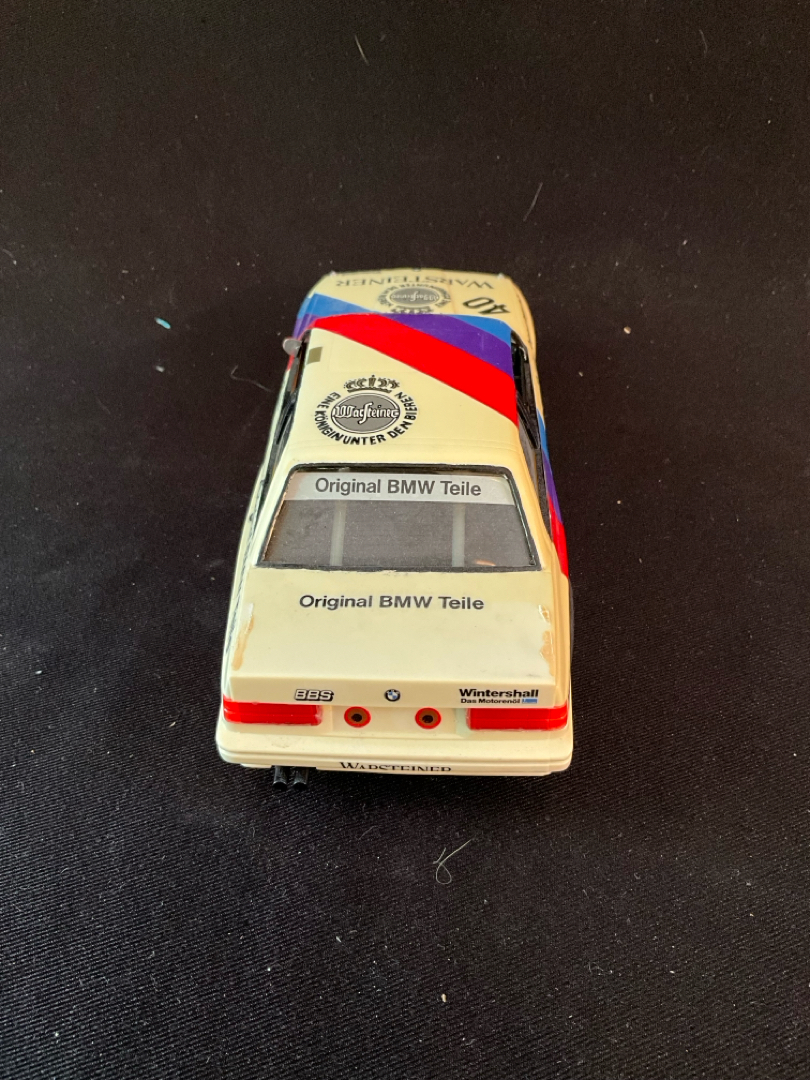 WARSTEINER
40
Warsteiner
EINE KÖNIGIN UNTER DEN BIEREN
Original BMW Teile
Original BMW Teile
BBS
Wintershall
Das Motorenöl
WARSTEINER